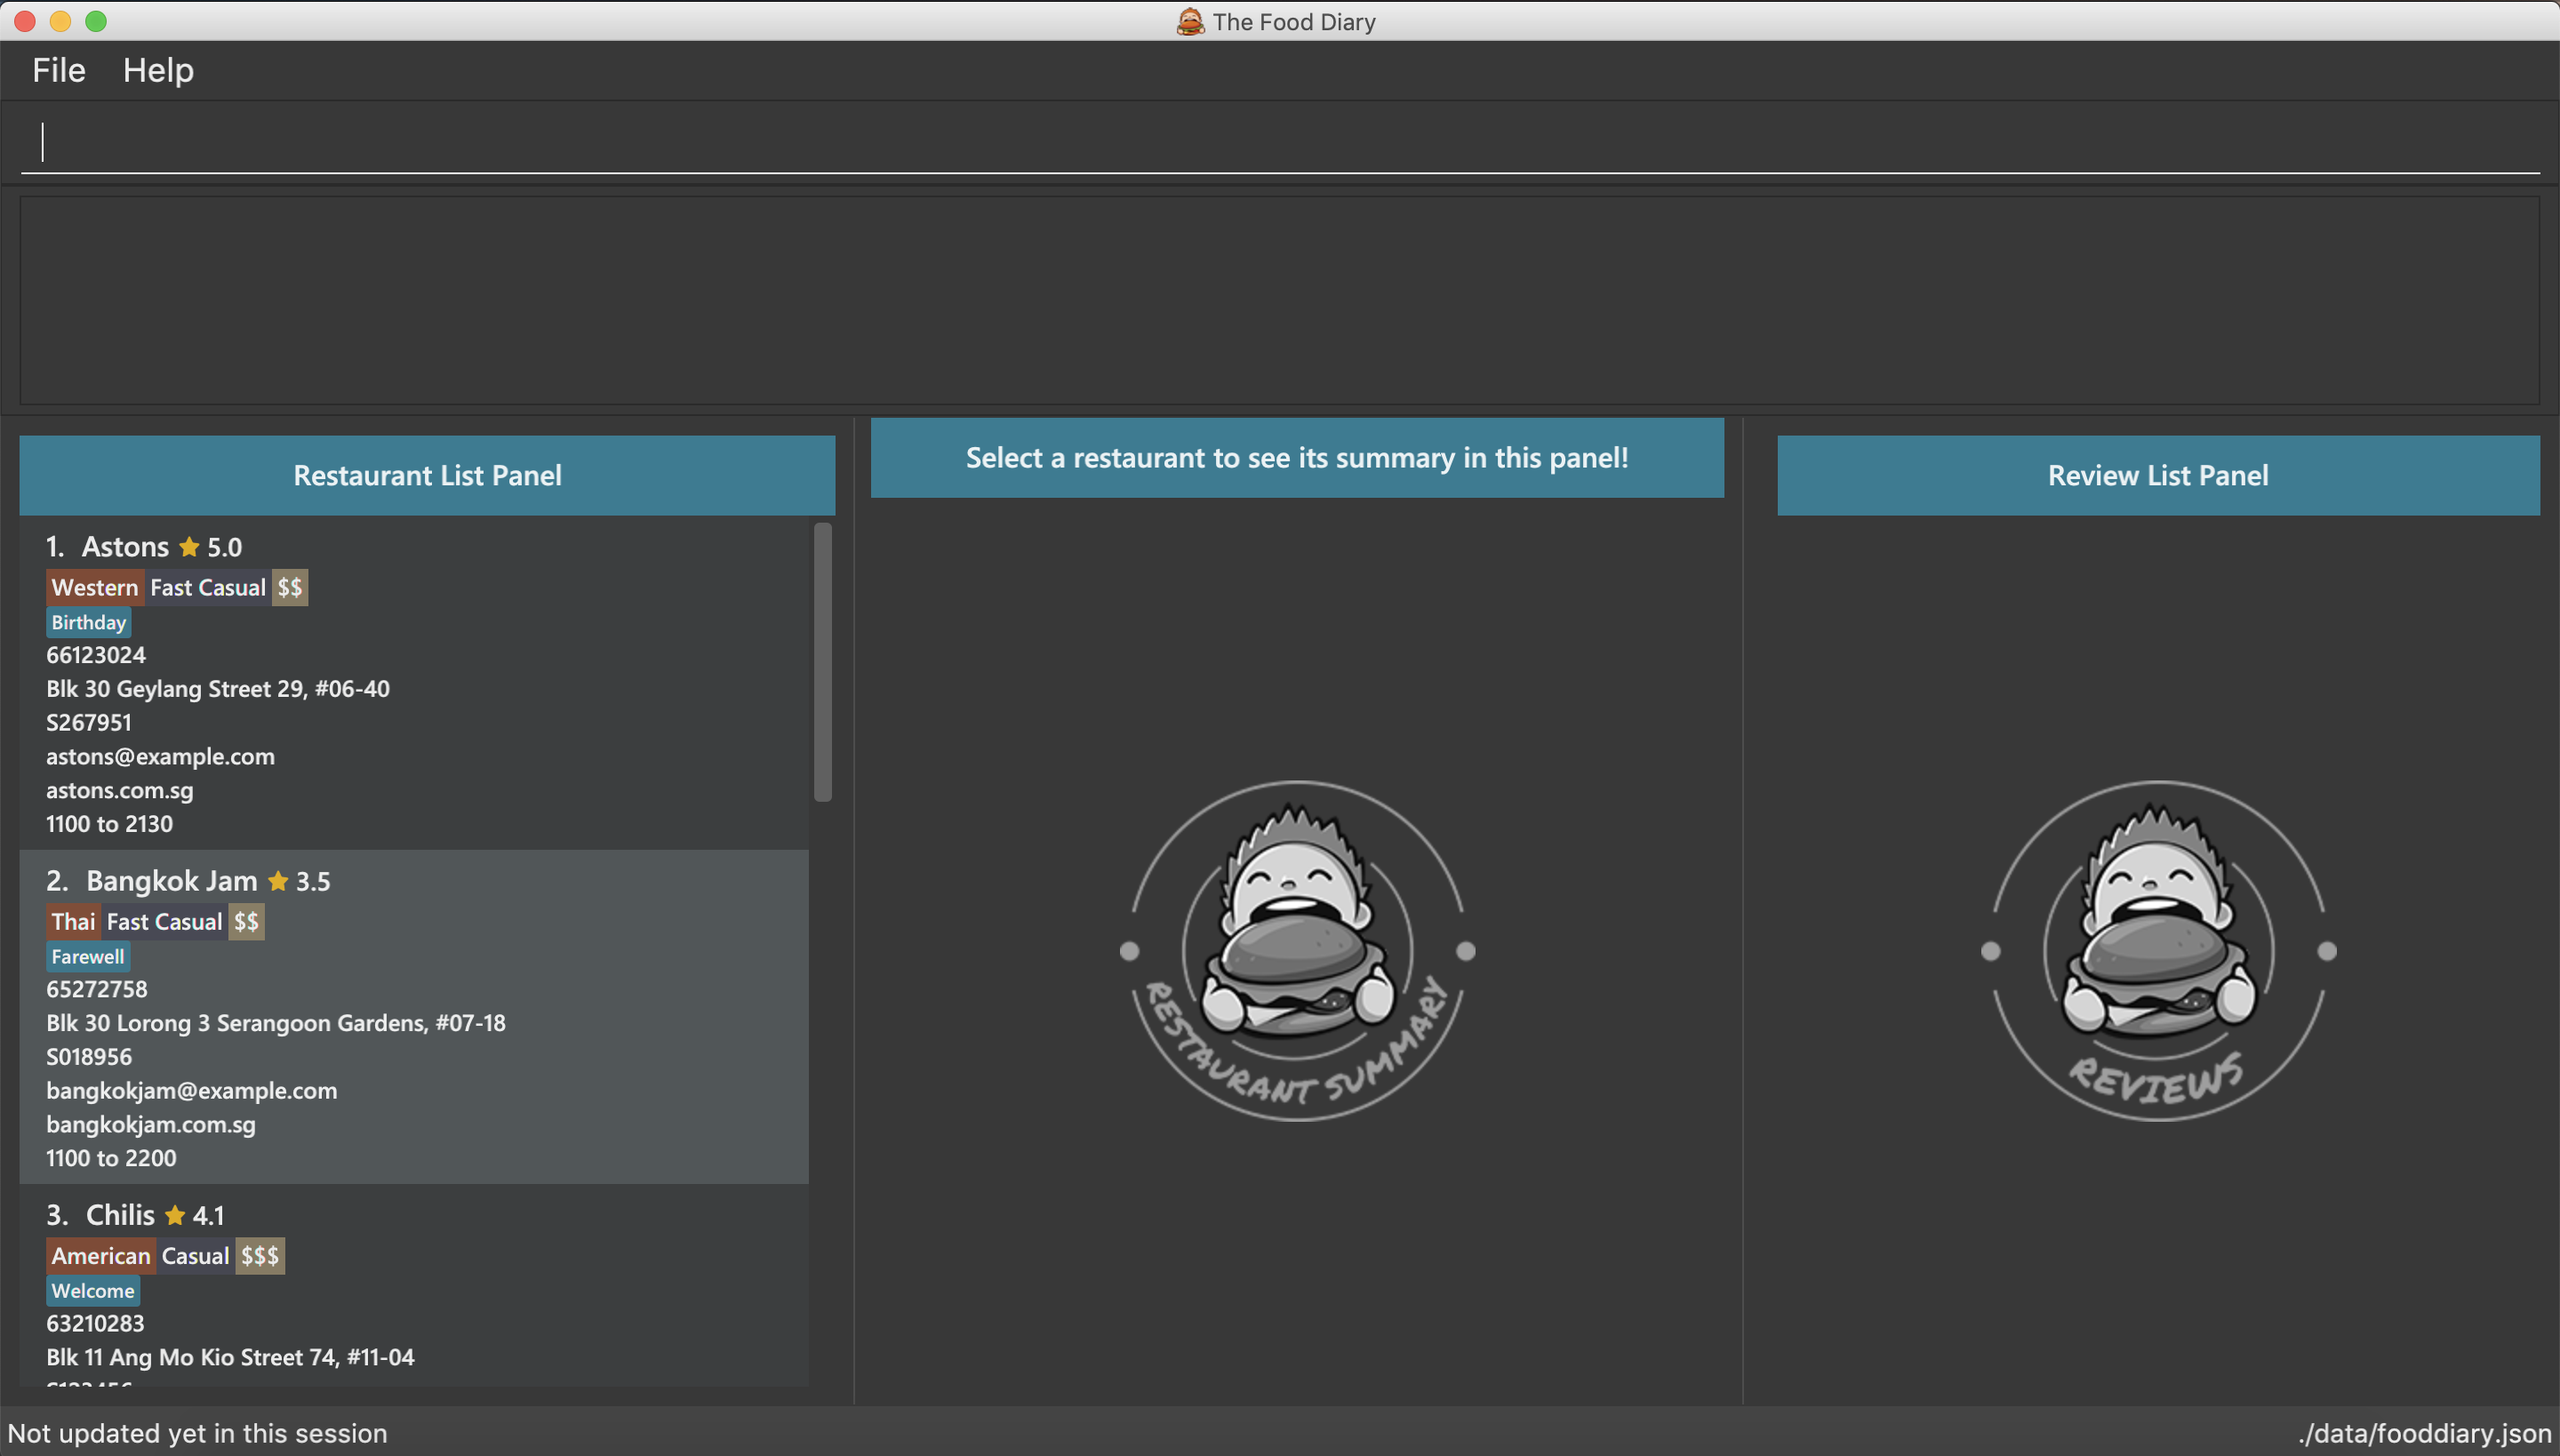 The Food Diary
File Help
Restaurant List Panel
1. Astons 5.0
Western Fast Casual $$
Birthday
66123024
Blk 30 Geylang Street 29, #06-40
S267951
astons@example.com
astons.com.sg
1100 to 2130
2. Bangkok Jam 3.5
Thai Fast Casual $$
Farewell
65272758
Blk 30 Lorong 3 Serangoon Gardens, #07-18
S018956
bangkokjam@example.com
bangkokjam.com.sg
1100 to 2200
3. Chilis 4.1
American Casual $$$
Welcome
63210283
Blk 11 Ang Mo Kio Street 74, #11-04
Select a restaurant to see its summary in this panel!
RESTAURANT SUMMARY
Review List Panel
REVIEWS
Not updated yet in this session
./data/fooddiary.json